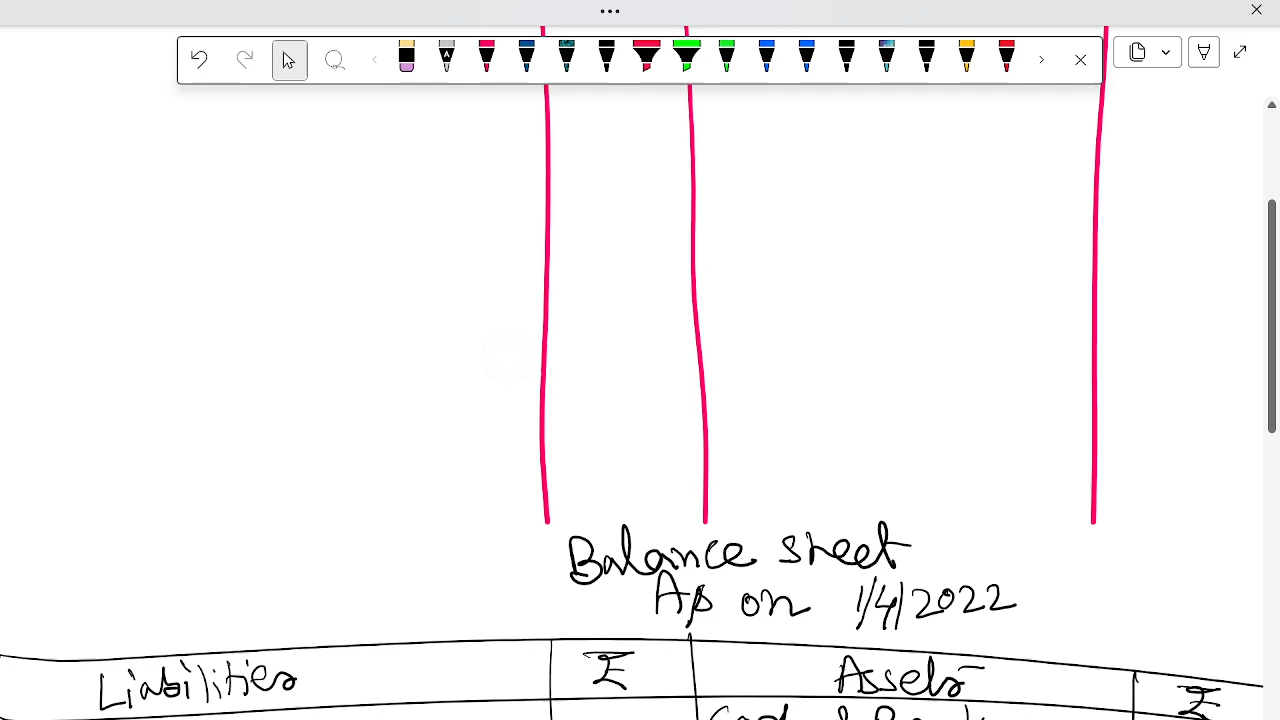 Balance sheet
As on 1/4/2022
Liabilities ₹ Assets ₹